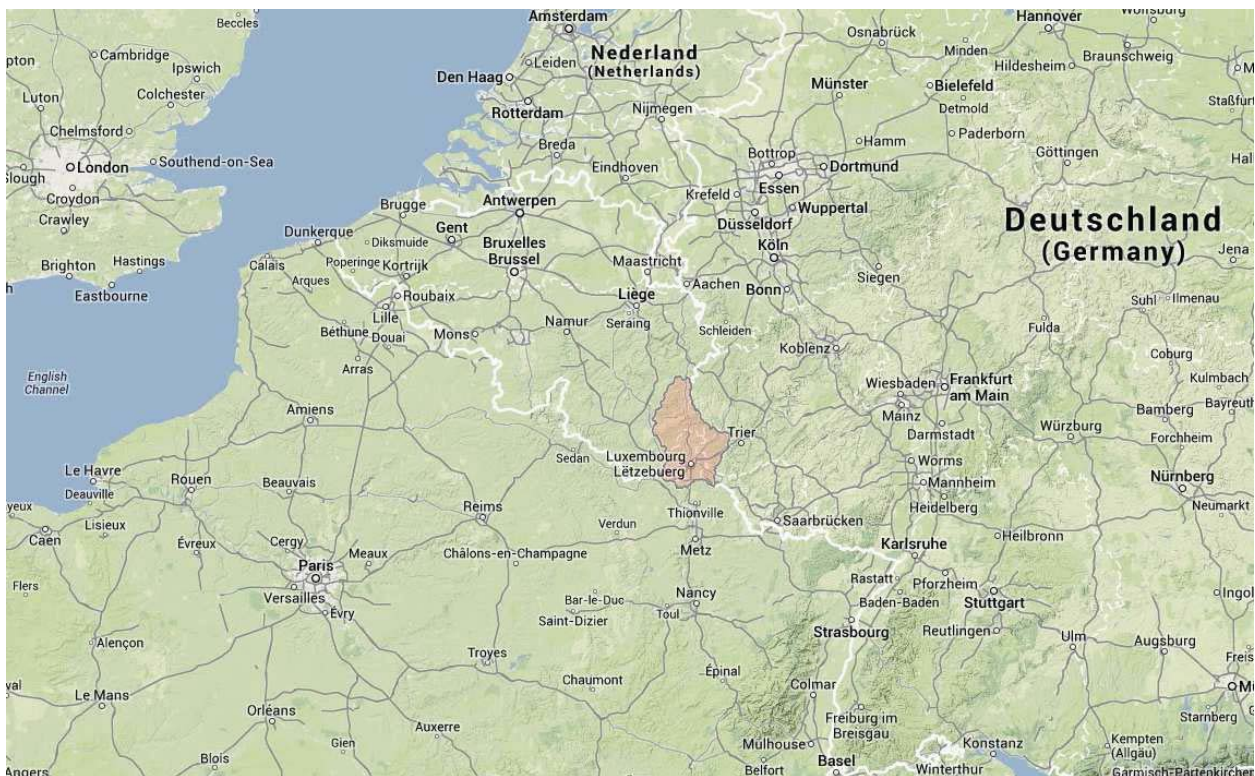 Beccles
Amsterdam
Hannover
Wolfsburg
Cambridge
Nederland
(Netherlands)
Osnabrück
Minden
Braunschweig
Ipswich
Leiden
Hildesheim
Den Haag
Luton
Colchester
Rotterdam
Nijmegen
Münster
Bielefeld
Detmold
Chelmsford
Breda
Hamm
Paderborn
London
Southend-on-Sea
Eindhoven
Bottrop
Dortmund
Göttingen
Slough
Croydon
Essen
Krefeld
Crawley
Brugge
Antwerpen
Düsseldorf
Wuppertal
Deutschland
(Germany)
Dunkerque
Diksmuide
Gent
Bruxelles
Brussel
Köln
Jena
Brighton
Hastings
Calais
Poperinge
Kortrijk
Maastricht
Siegen
Eastbourne
Arques
Roubaix
Liège
Aachen
Bonn
Suhl
Ilmenau
Lille
Seraing
Béthune
Douai
Mons
Namur
Schleiden
Fulda
Arras
Koblenz
Coburg
English
Channel
Wiesbaden
Frankfurt
am Main
Kulmbach
Amiens
Mainz
Bamberg
Bayreuth
Darmstadt
Würzburg
Forchheim
Trier
Sedan
Luxembourg
Lëtzebuerg
Worms
Le Havre
Mannheim
Nürnberg
Deauville
Rouen
Beauvais
Heidelberg
Neumarkt
Lisieux
Reims
Thionville
Saarbrücken
Caen
Verdun
Heilbronn
Évreux
Cergy
Meaux
Châlons-en-Champagne
Metz
Karlsruhe
Paris
Rastatt
Pforzheim
Flers
Versailles
Bar-le-Duc
Nancy
Baden-Baden
Stuttgart
Évry
Saint-Dizier
Toul
Strasbourg
Reutlingen
Alençon
Ulm
Augsburg
Troyes
Épinal
Le Mans
Chaumont
Colmar
Orléans
Freiburg im
Breisgau
Starnberg
Auxerre
Gien
Mulhouse
Konstanz
Kempten
(Allgäu)
Blois
Belfort
Basel
Winterthur
Garmisch-Partenkirchen
Angers